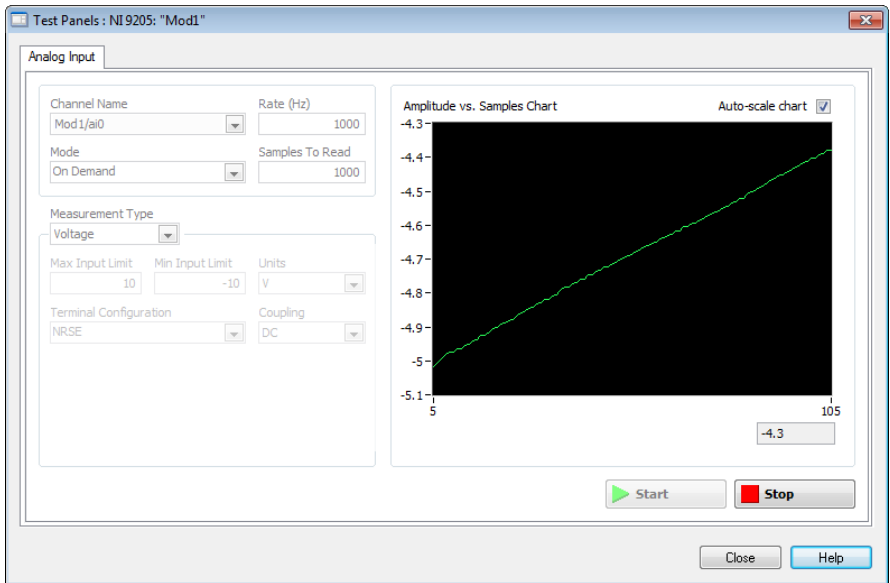 Test Panels : NI 9205: "Mod1"
Analog Input
Channel Name Rate (Hz)
Mod1/ai0 1000
Mode Samples To Read
On Demand 1000
Measurement Type
Voltage
Max Input Limit Min Input Limit Units
10 -10 V
Terminal Configuration Coupling
NRSE DC
Amplitude vs. Samples Chart Auto-scale chart
-4.3
-4.4
-4.5
-4.6
-4.7
-4.8
-4.9
-5
-5.1
5 105
-4.3
Start Stop
Close Help